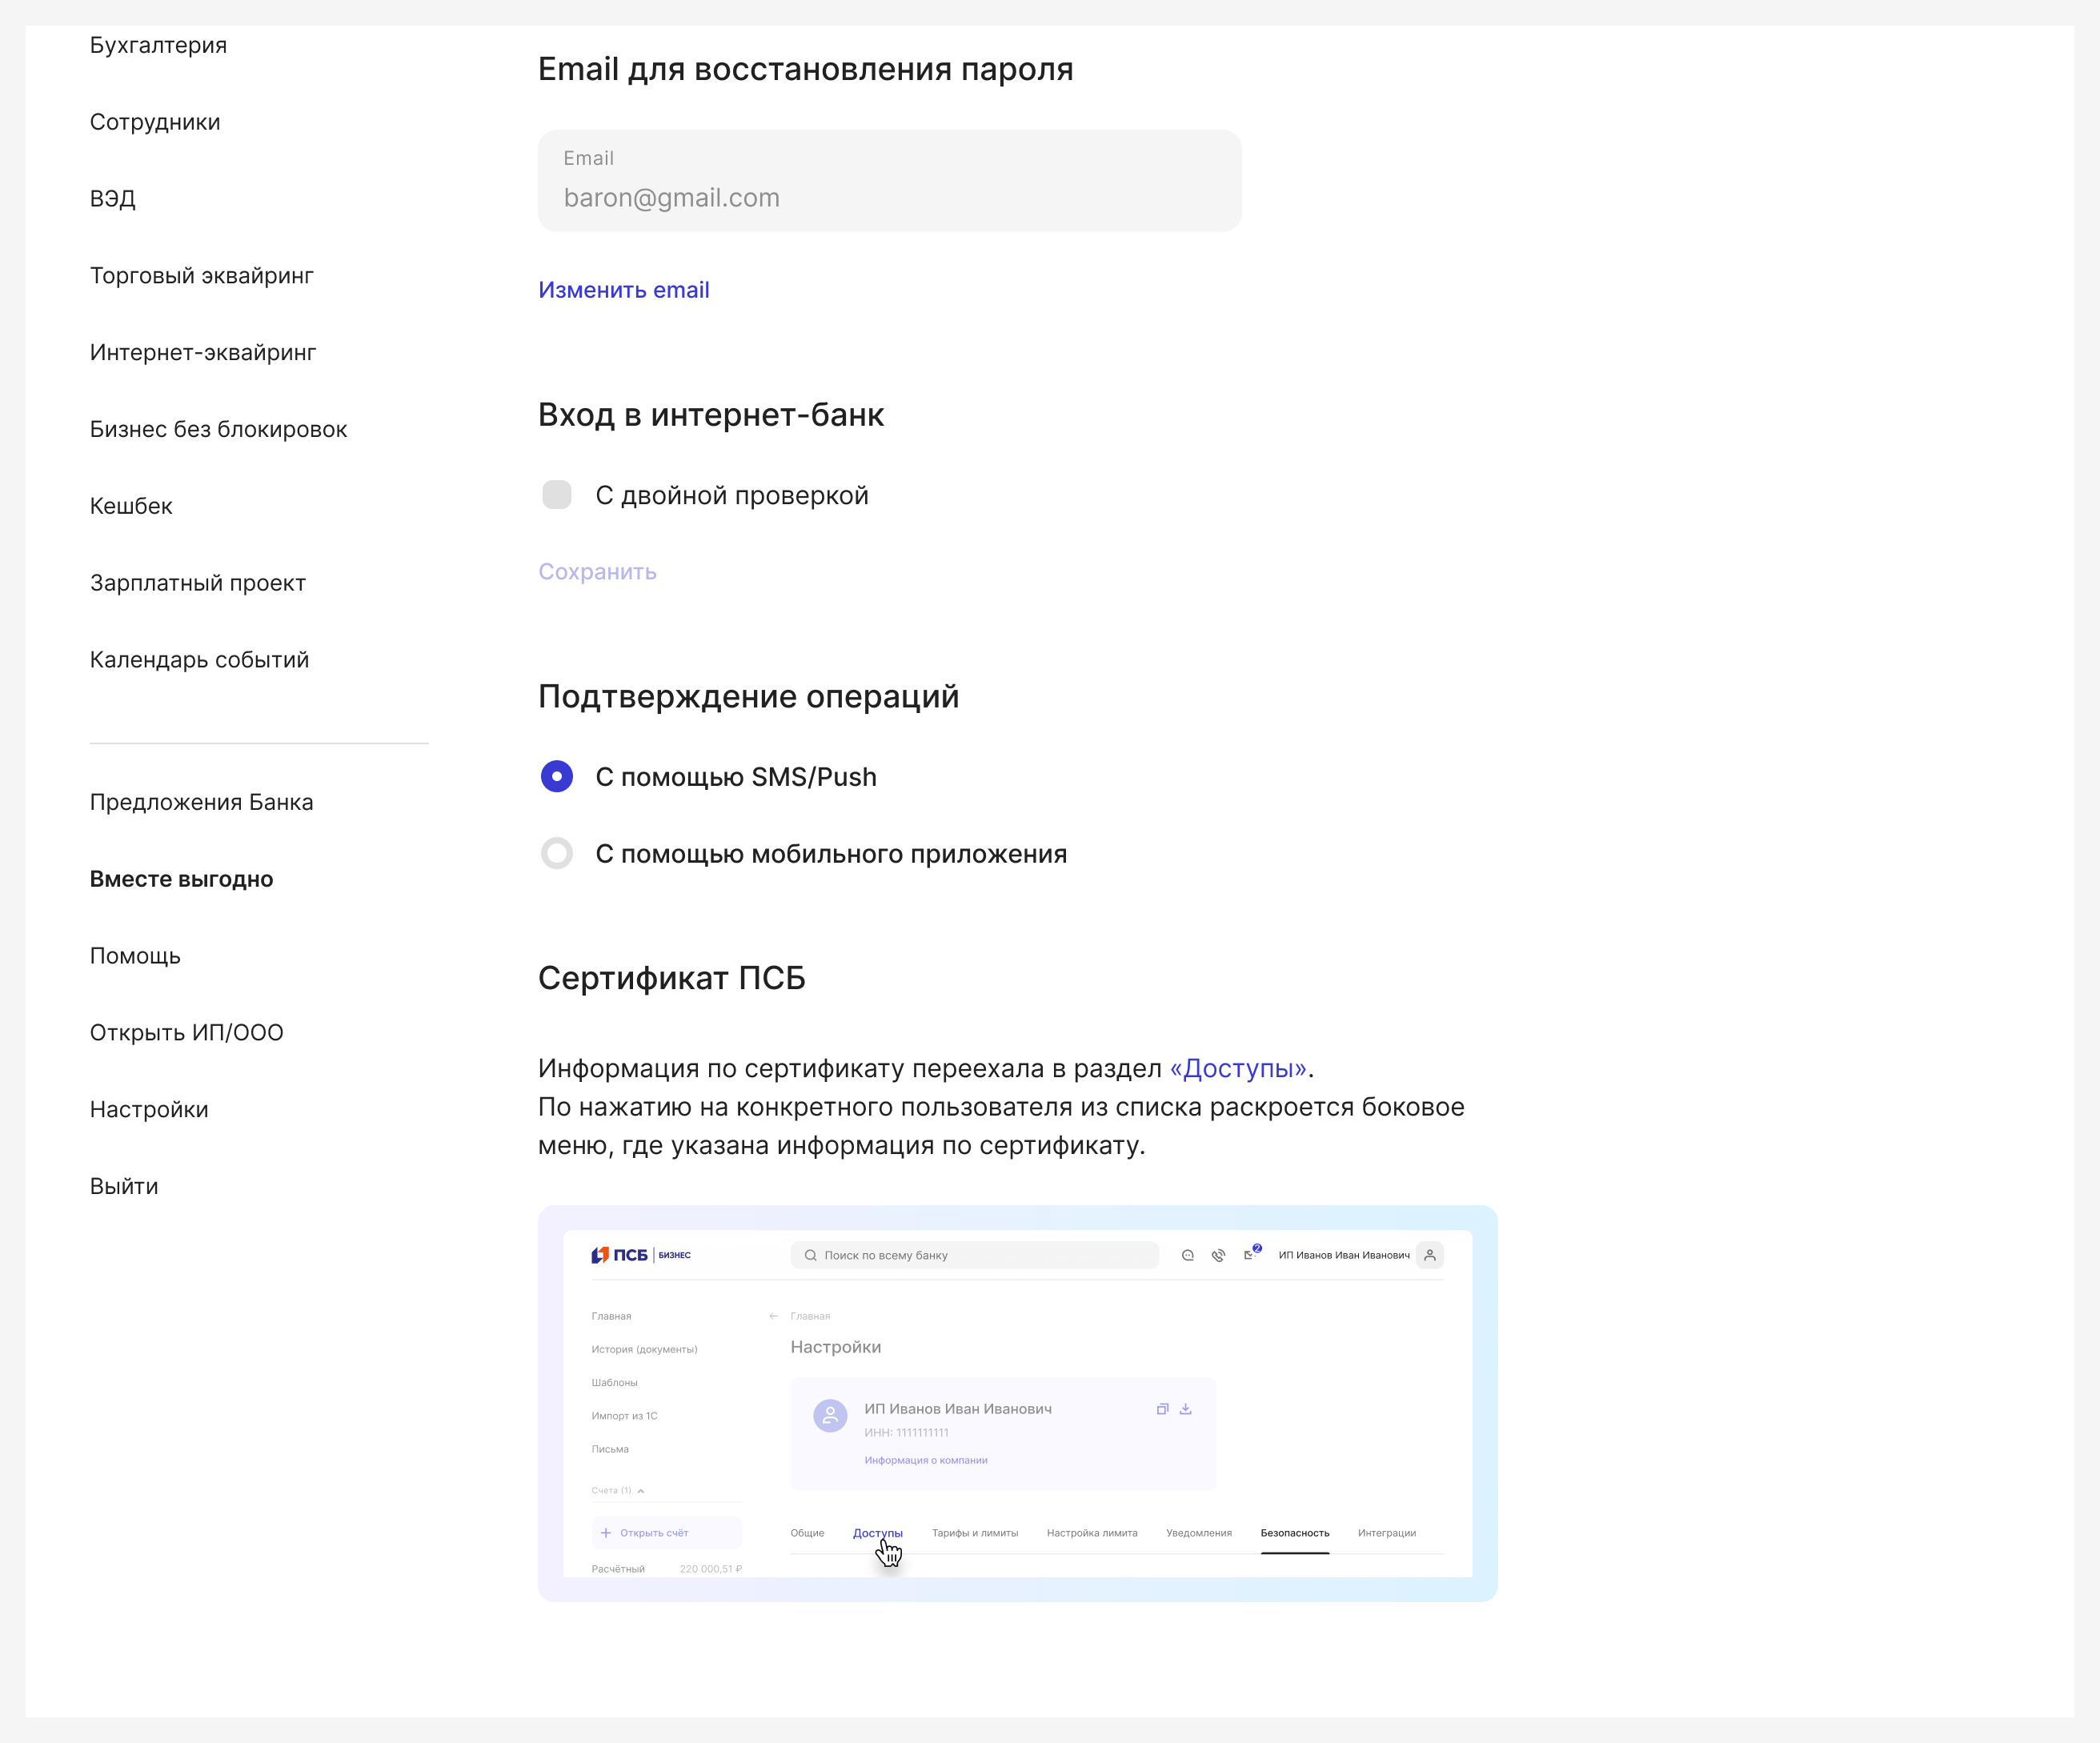 Бухгалтерия
Сотрудники
ВЭД
Торговый эквайринг
Интернет-эквайринг
Бизнес без блокировок
Кешбек
Зарплатный проект
Календарь событий
Предложения Банка
Вместе выгодно
Помощь
Открыть ИП/ООО
Настройки
Выйти
Email для восстановления пароля
Email
baron@gmail.com
Изменить email
Вход в интернет-банк
С двойной проверкой
Сохранить
Подтверждение операций
С помощью SMS/Push
С помощью мобильного приложения
Сертификат ПСБ
Информация по сертификату переехала в раздел «Доступы».
По нажатию на конкретного пользователя из списка раскроется боковое
меню, где указана информация по сертификату.
ПСБ БИЗНЕС
Поиск по всему банку
2
ИП Иванов Иван Иванович
Главная
История (документы)
Шаблоны
Импорт из 1С
Письма
Счета (1)
Открыть счёт
Расчётный 220 000,51 ₽
Главная
Настройки
ИП Иванов Иван Иванович
ИНН: 1111111111
Информация о компании
Общие Доступы Тарифы и лимиты Настройка лимита Уведомления Безопасность Интеграции